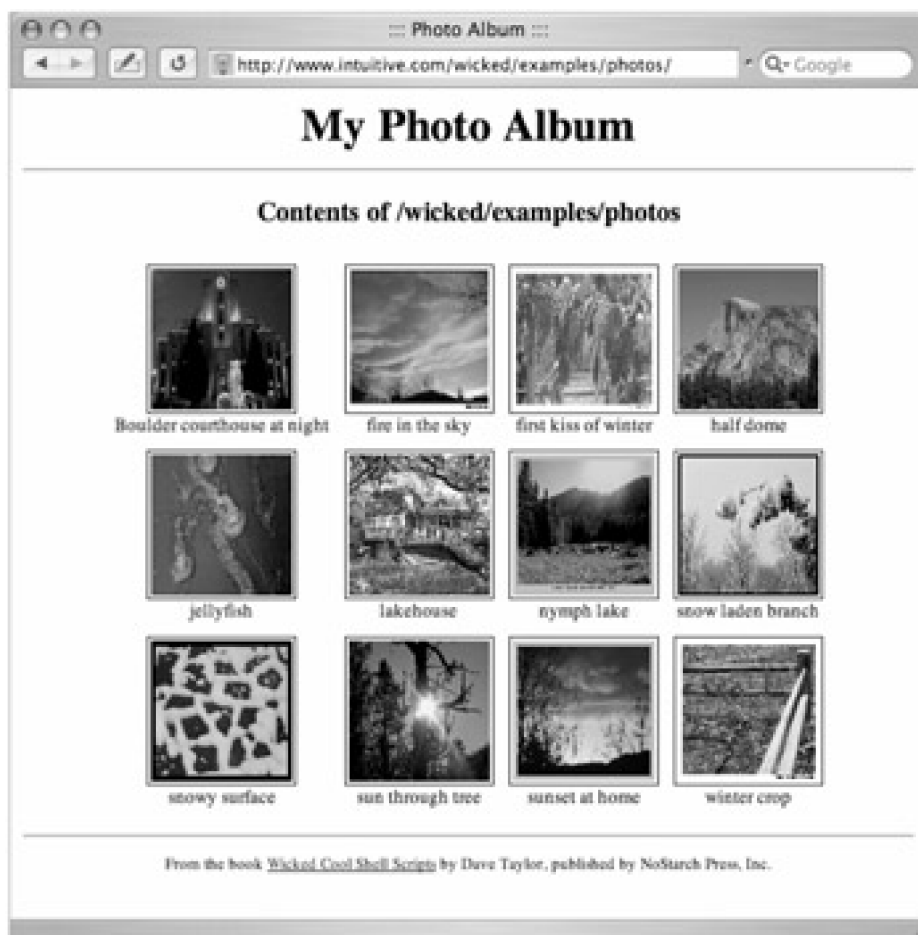 ::: Photo Album :::
http://www.intuitive.com/wicked/examples/photos/
Google
My Photo Album
Contents of /wicked/examples/photos
Boulder courthouse at night
fire in the sky
first kiss of winter
half dome
jellyfish
lakehouse
nymph lake
snow laden branch
snowy surface
sun through tree
sunset at home
winter crop
From the book Wicked Cool Shell Scripts by Dave Taylor, published by NoStarch Press, Inc.